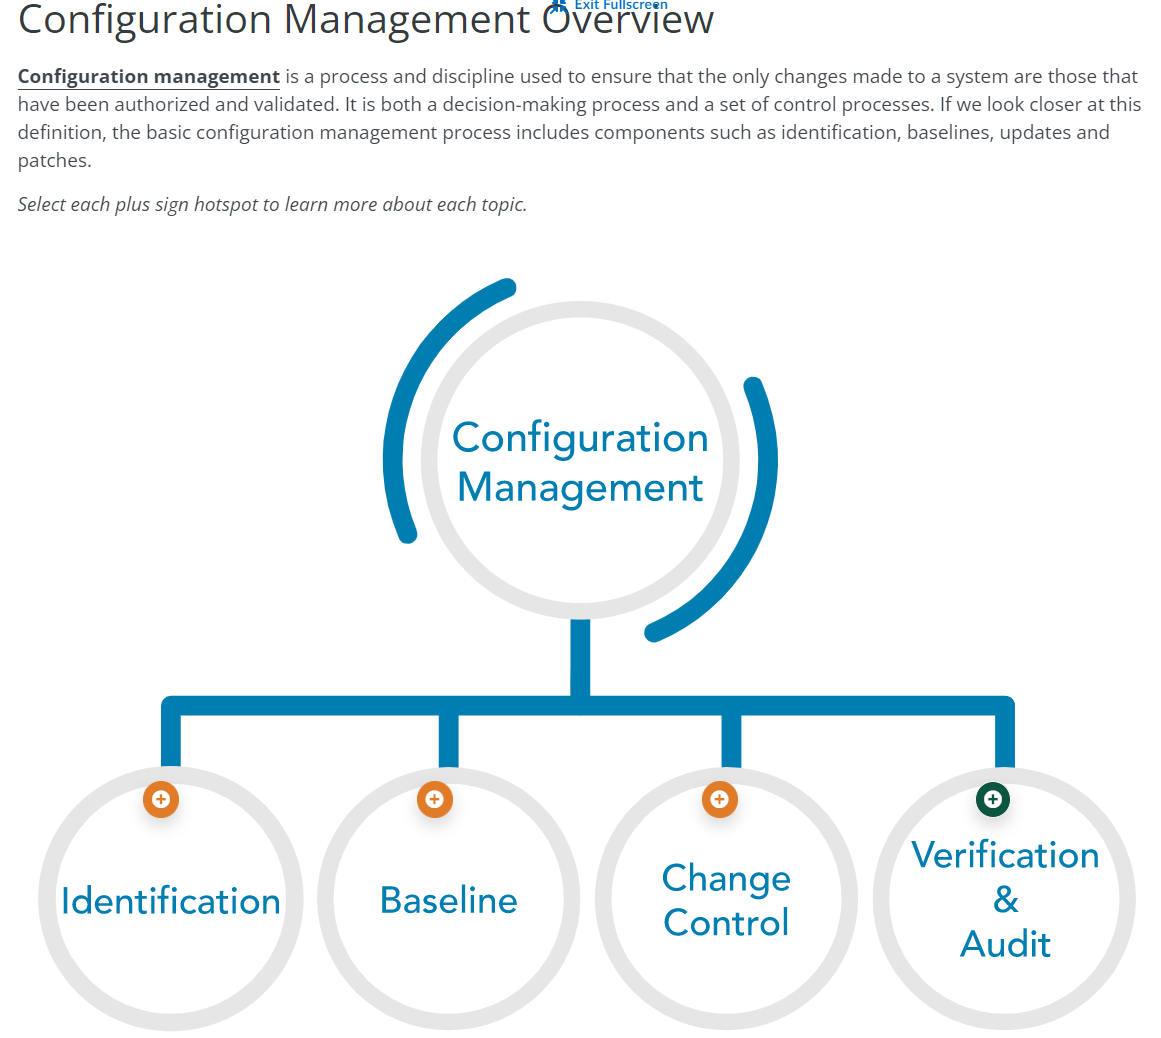 Exit Fullscreen
Configuration Management Overview
Configuration management is a process and discipline used to ensure that the only changes made to a system are those that
have been authorized and validated. It is both a decision-making process and a set of control processes. If we look closer at this
definition, the basic configuration management process includes components such as identification, baselines, updates and
patches.
Select each plus sign hotspot to learn more about each topic.
Configuration
Management
Identification
Baseline
Change
Control
Verification
&
Audit